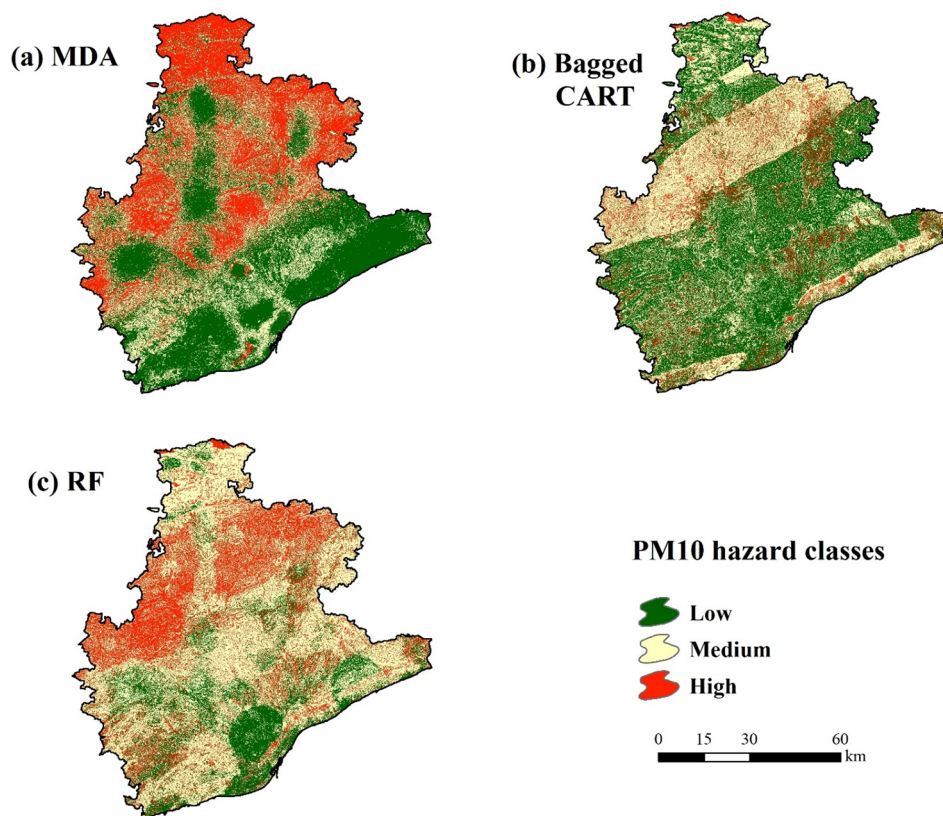 (a) MDA
(b) Bagged
CART
(c) RF
PM10 hazard classes
Low
Medium
High
0 15 30 60
km